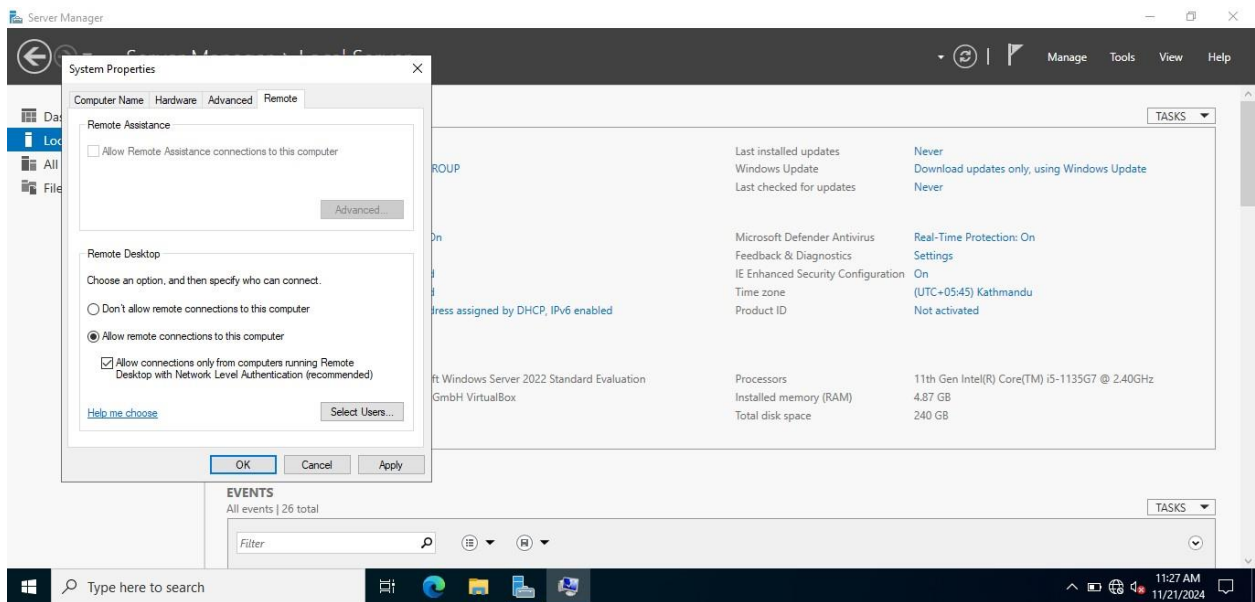 Server Manager
Manage Tools View Help
System Properties
Computer Name Hardware Advanced Remote
Remote Assistance
Allow Remote Assistance connections to this computer
Advanced...
Remote Desktop
Choose an option, and then specify who can connect.
Don't allow remote connections to this computer
Allow remote connections to this computer
Allow connections only from computers running Remote
Desktop with Network Level Authentication (recommended)
Help me choose
Select Users...
OK Cancel Apply
Das
Loc
All
File
TASKS
ROUP
On
d
d
dress assigned by DHCP, IPv6 enabled
ft Windows Server 2022 Standard Evaluation
GmbH VirtualBox
Last installed updates Never
Windows Update Download updates only, using Windows Update
Last checked for updates Never
Microsoft Defender Antivirus Real-Time Protection: On
Feedback & Diagnostics Settings
IE Enhanced Security Configuration On
Time zone (UTC+05:45) Kathmandu
Product ID Not activated
Processors 11th Gen Intel(R) Core(TM) i5-1135G7 @ 2.40GHz
Installed memory (RAM) 4.87 GB
Total disk space 240 GB
EVENTS
All events | 26 total
TASKS
Filter
Type here to search
11:27 AM
11/21/2024